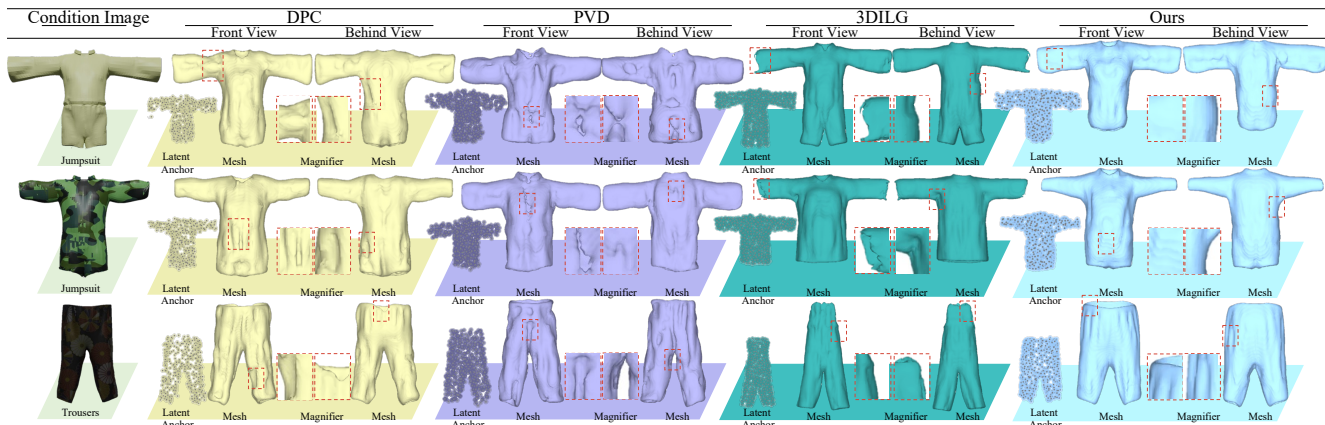 Condition Image DPC PVD 3DILG Ours
Front View Behind View Front View Behind View Front View Behind View Front View Behind View
Jumpsuit Latent Anchor Mesh Magnifier Mesh Latent Anchor Mesh Magnifier Mesh Latent Anchor Mesh Magnifier Mesh Latent Anchor Mesh Magnifier Mesh
Jumpsuit Latent Anchor Mesh Magnifier Mesh Latent Anchor Mesh Magnifier Mesh Latent Anchor Mesh Magnifier Mesh Latent Anchor Mesh Magnifier Mesh
Trousers Latent Anchor Mesh Magnifier Mesh Latent Anchor Mesh Magnifier Mesh Latent Anchor Mesh Magnifier Mesh Latent Anchor Mesh Magnifier Mesh